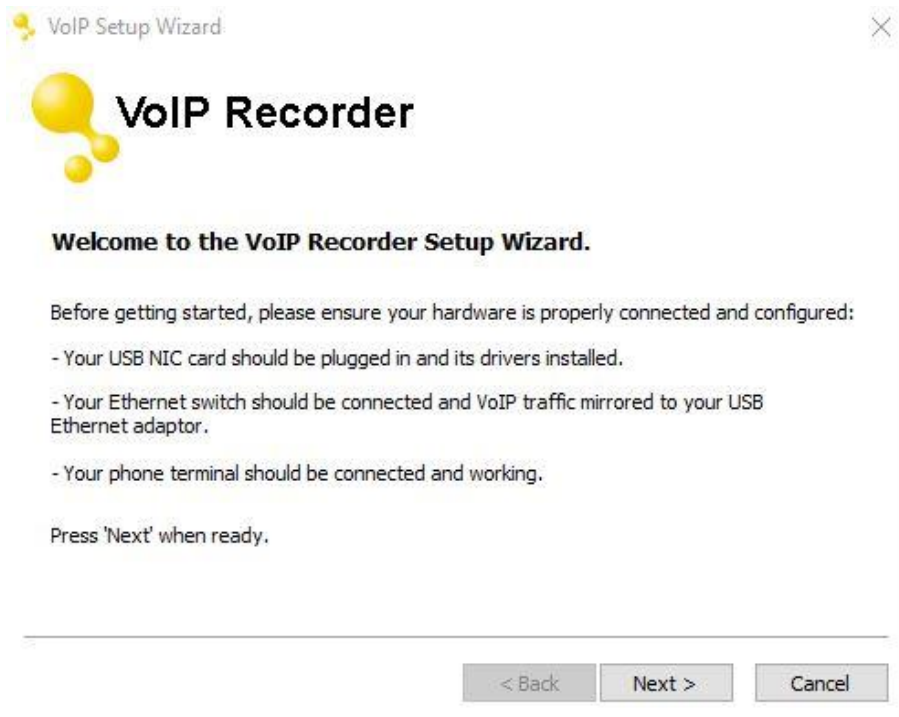 VoIP Setup Wizard
VoIP Recorder
Welcome to the VoIP Recorder Setup Wizard.
Before getting started, please ensure your hardware is properly connected and configured:
- Your USB NIC card should be plugged in and its drivers installed.
- Your Ethernet switch should be connected and VoIP traffic mirrored to your USB
Ethernet adaptor.
- Your phone terminal should be connected and working.
Press 'Next' when ready.
< Back Next > Cancel